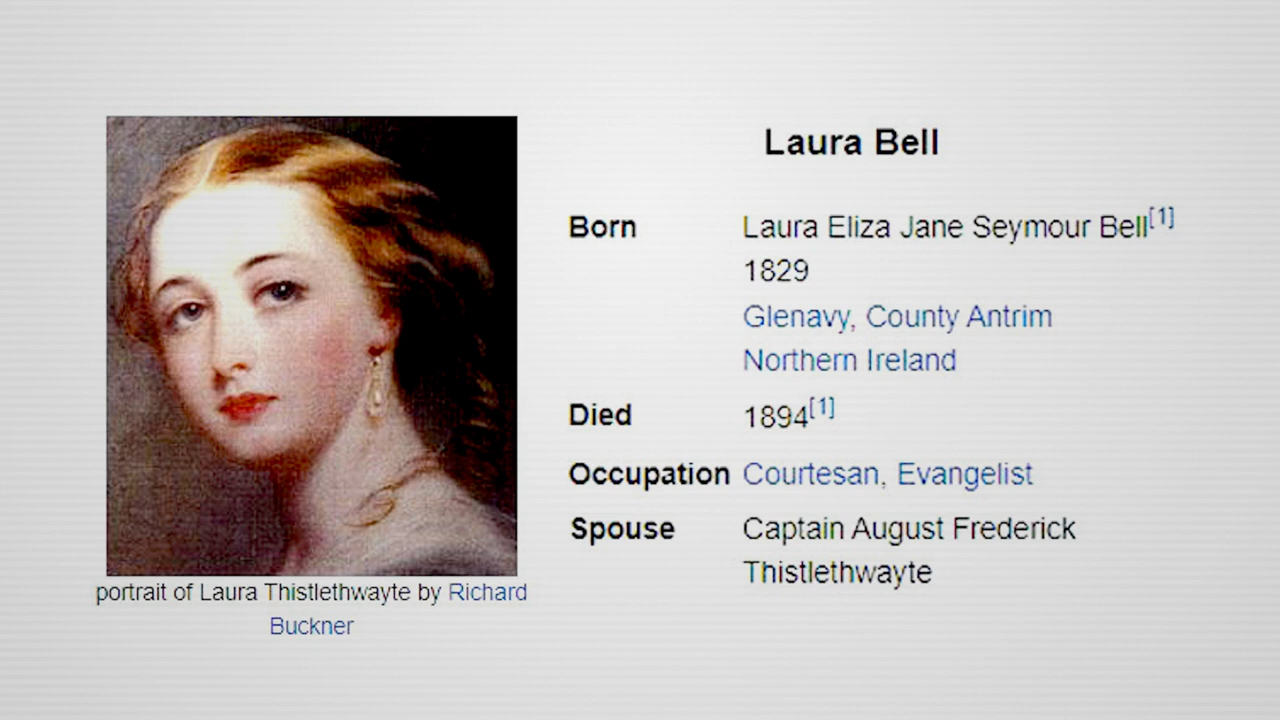 Laura Bell
Born Laura Eliza Jane Seymour Bell[1]
1829
Glenavy, County Antrim
Northern Ireland
Died 1894[1]
Occupation Courtesan, Evangelist
Spouse Captain August Frederick
Thistlethwayte
portrait of Laura Thistlethwayte by Richard
Buckner